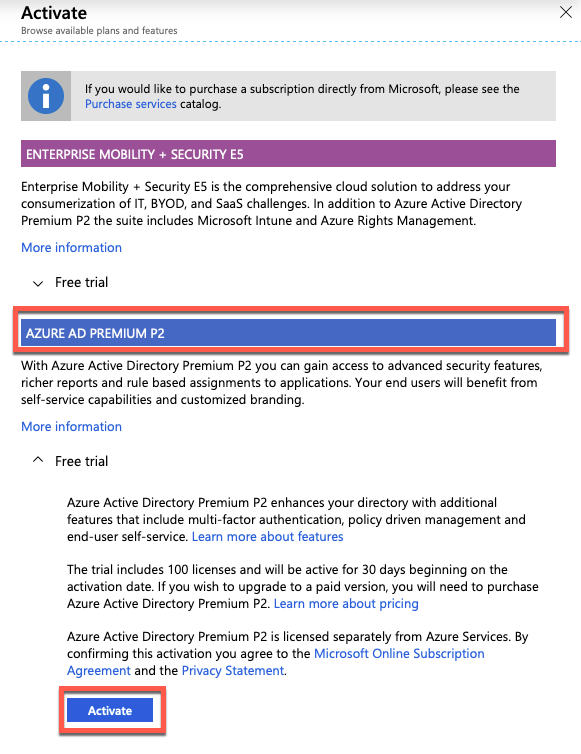 Activate
Browse available plans and features
If you would like to purchase a subscription directly from Microsoft, please see the
Purchase services catalog.
ENTERPRISE MOBILITY + SECURITY E5
Enterprise Mobility + Security E5 is the comprehensive cloud solution to address your
consumerization of IT, BYOD, and SaaS challenges. In addition to Azure Active Directory
Premium P2 the suite includes Microsoft Intune and Azure Rights Management.
More information
Free trial
AZURE AD PREMIUM P2
With Azure Active Directory Premium P2 you can gain access to advanced security features,
richer reports and rule based assignments to applications. Your end users will benefit from
self-service capabilities and customized branding.
More information
Free trial
Azure Active Directory Premium P2 enhances your directory with additional
features that include multi-factor authentication, policy driven management and
end-user self-service. Learn more about features
The trial includes 100 licenses and will be active for 30 days beginning on the
activation date. If you wish to upgrade to a paid version, you will need to purchase
Azure Active Directory Premium P2. Learn more about pricing
Azure Active Directory Premium P2 is licensed separately from Azure Services. By
confirming this activation you agree to the Microsoft Online Subscription
Agreement and the Privacy Statement.
Activate